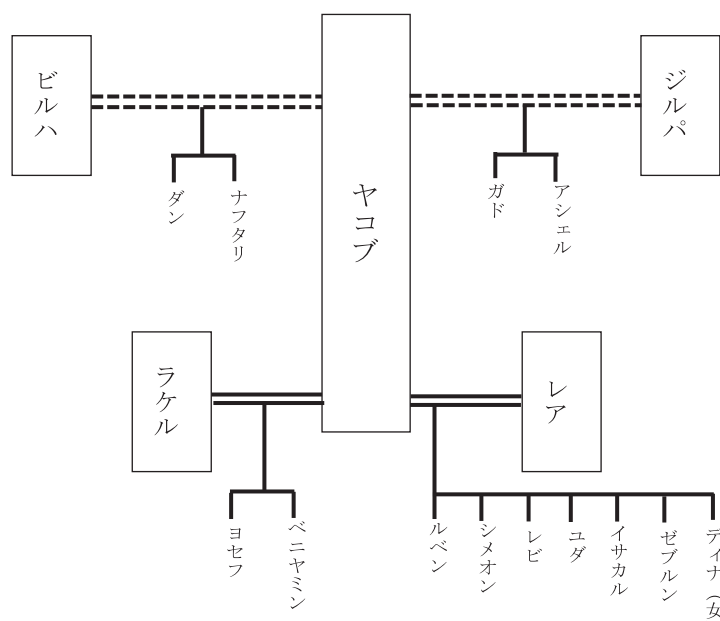 ビルハ
ヤコブ
ジルパ
ダン
ナフタリ
ガド
アシェル
ラケル
レア
ヨセフ
ベニヤミン
ルベン
シメオン
レビ
ユダ
イサカル
ゼブルン
ディナ（女